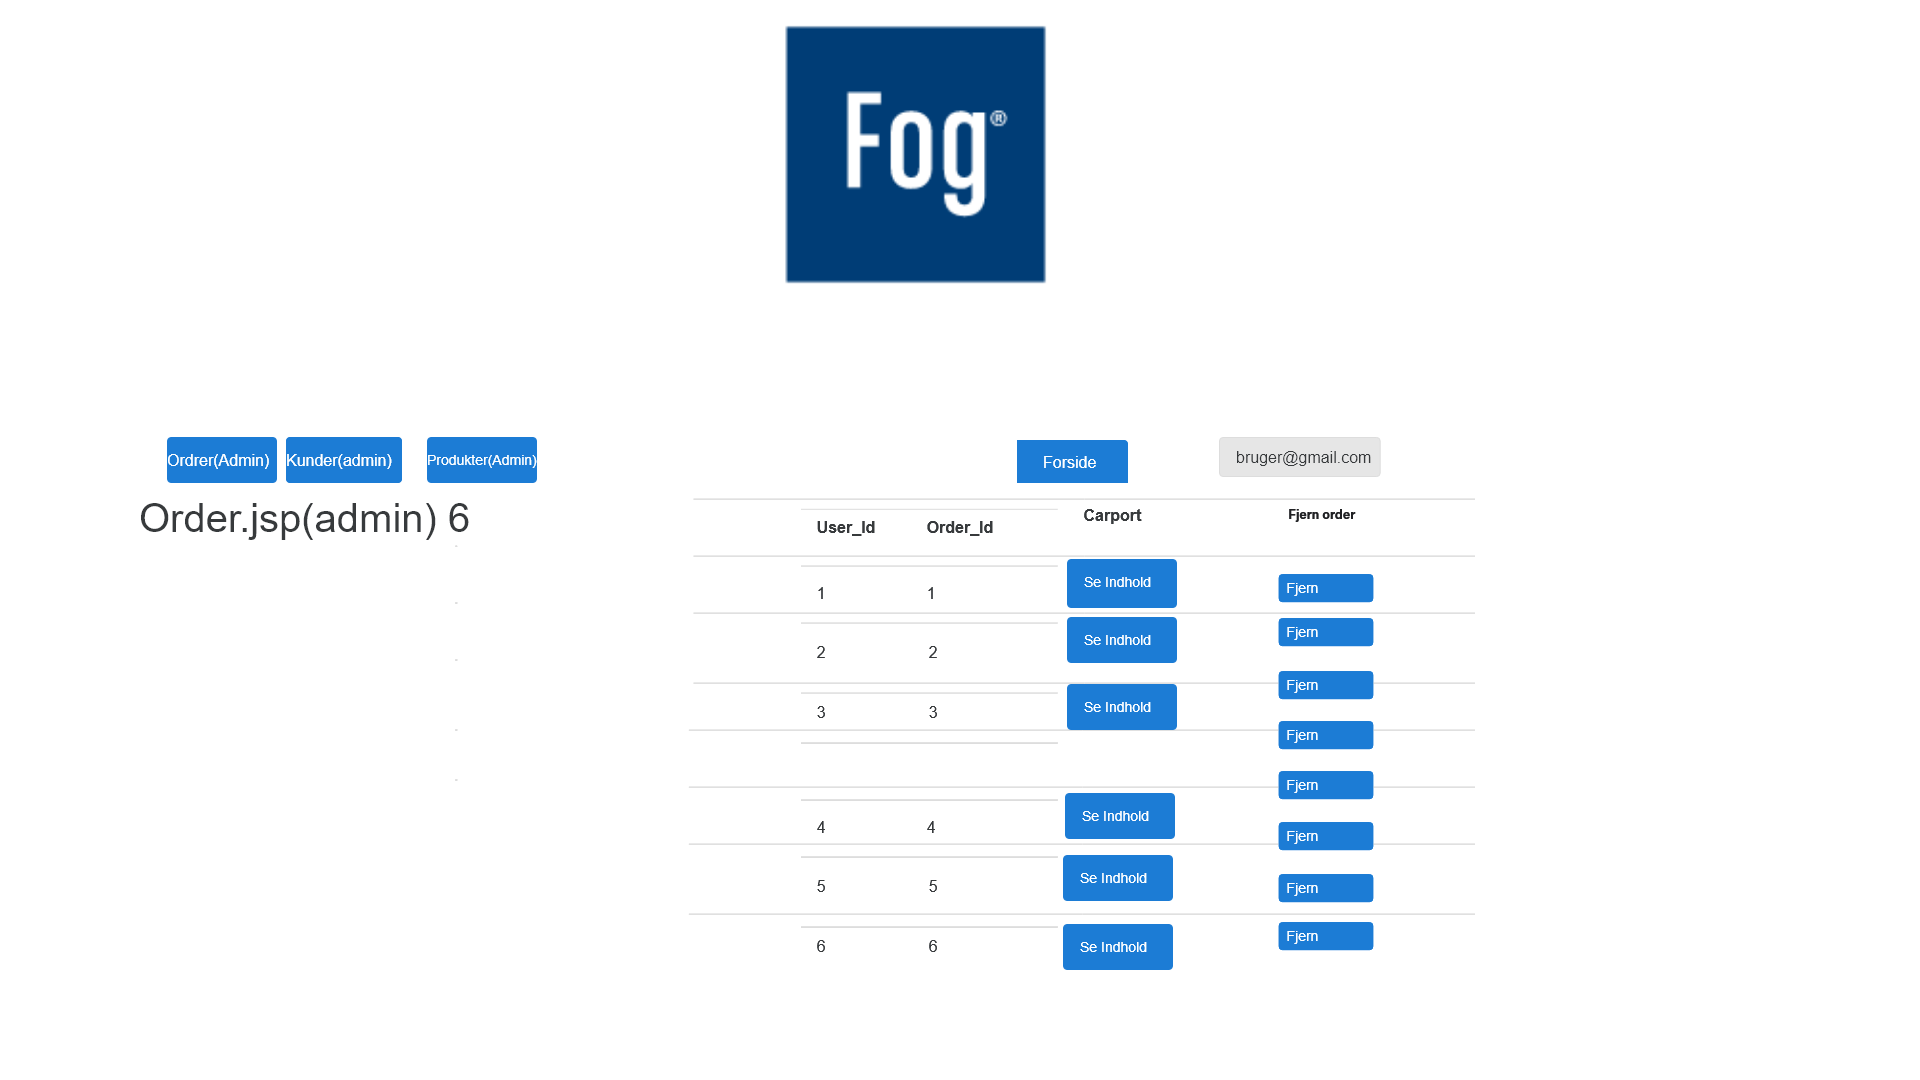 Fog®
Ordrer(Admin) Kunder(admin) Produkter(Admin) Forside bruger@gmail.com
Order.jsp(admin) 6
User_Id Order_Id Carport Fjern order
1 1 Se Indhold Fjern
2 2 Se Indhold Fjern
3 3 Se Indhold Fjern
Fjern
Fjern
4 4 Se Indhold Fjern
5 5 Se Indhold Fjern
6 6 Se Indhold Fjern